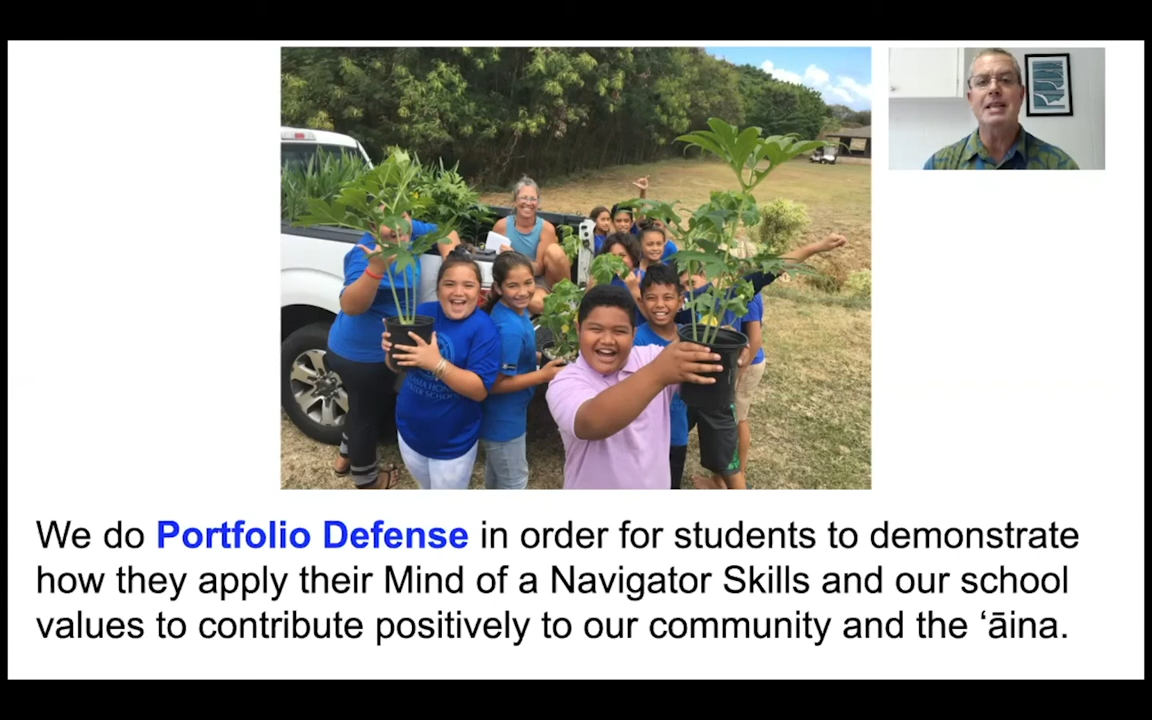 We do Portfolio Defense in order for students to demonstrate
how they apply their Mind of a Navigator Skills and our school
values to contribute positively to our community and the ʻāina.